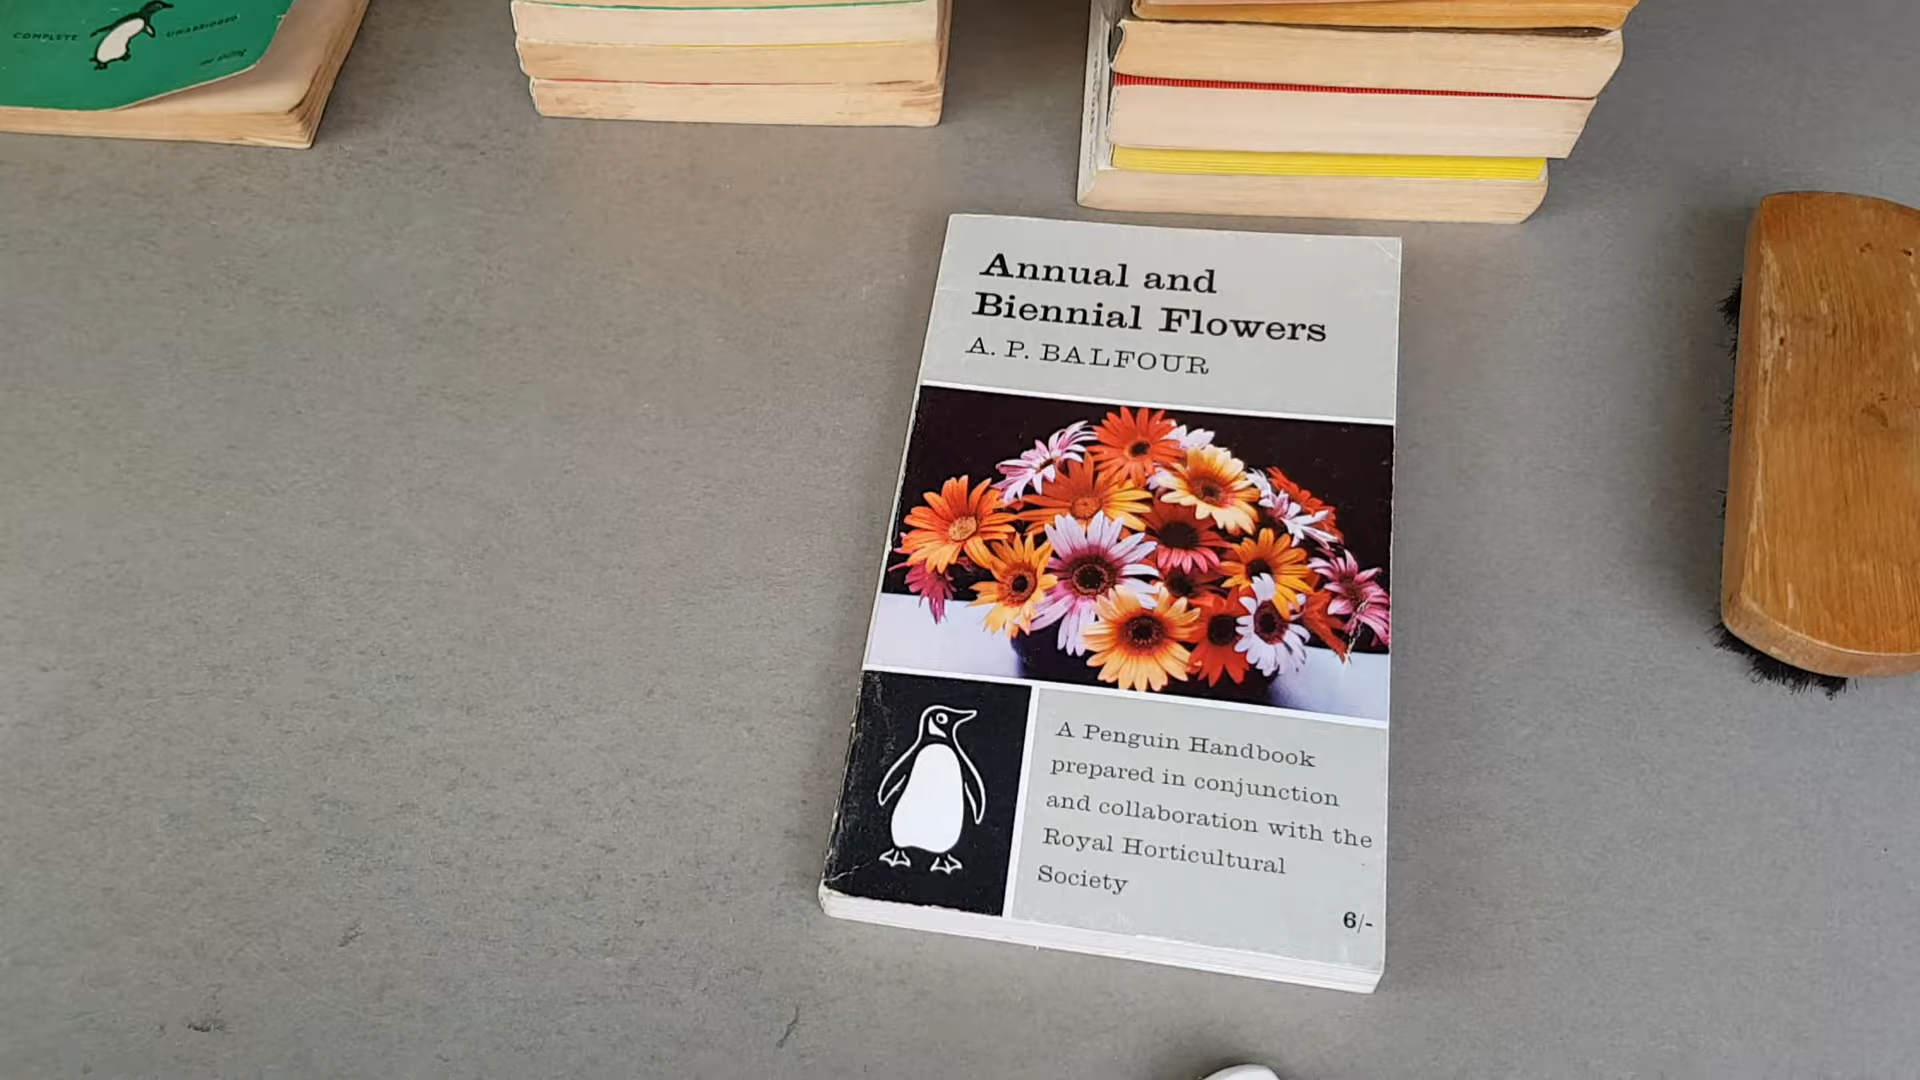 COMPLETE UNABRIDGED
Annual and
Biennial Flowers
A. P. BALFOUR
A Penguin Handbook
prepared in conjunction
and collaboration with the
Royal Horticultural
Society
6/-